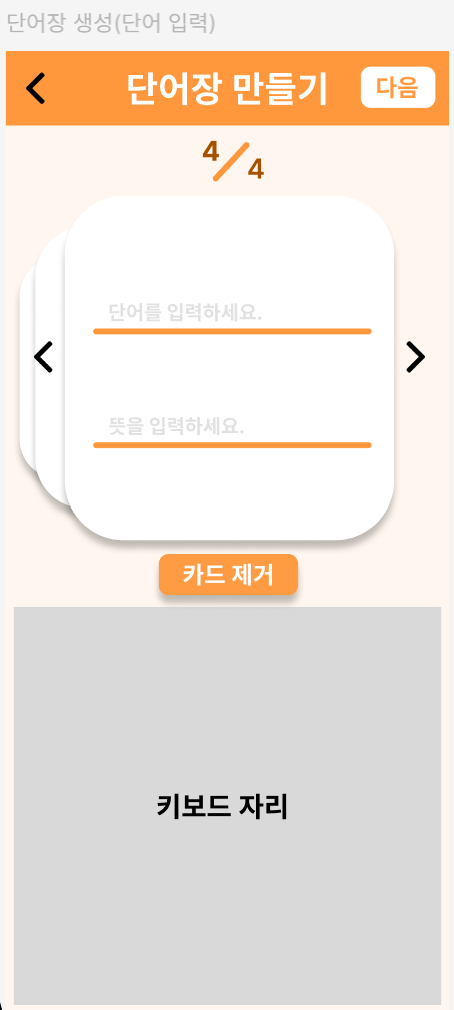 단어장 생성(단어 입력)
단어장 만들기 다음
4/4
단어를 입력하세요.
뜻을 입력하세요.
카드 제거
키보드 자리